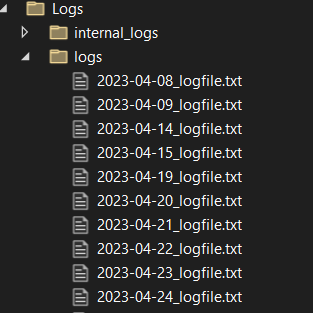 Logs
internal_logs
logs
2023-04-08_logfile.txt
2023-04-09_logfile.txt
2023-04-14_logfile.txt
2023-04-15_logfile.txt
2023-04-19_logfile.txt
2023-04-20_logfile.txt
2023-04-21_logfile.txt
2023-04-22_logfile.txt
2023-04-23_logfile.txt
2023-04-24_logfile.txt